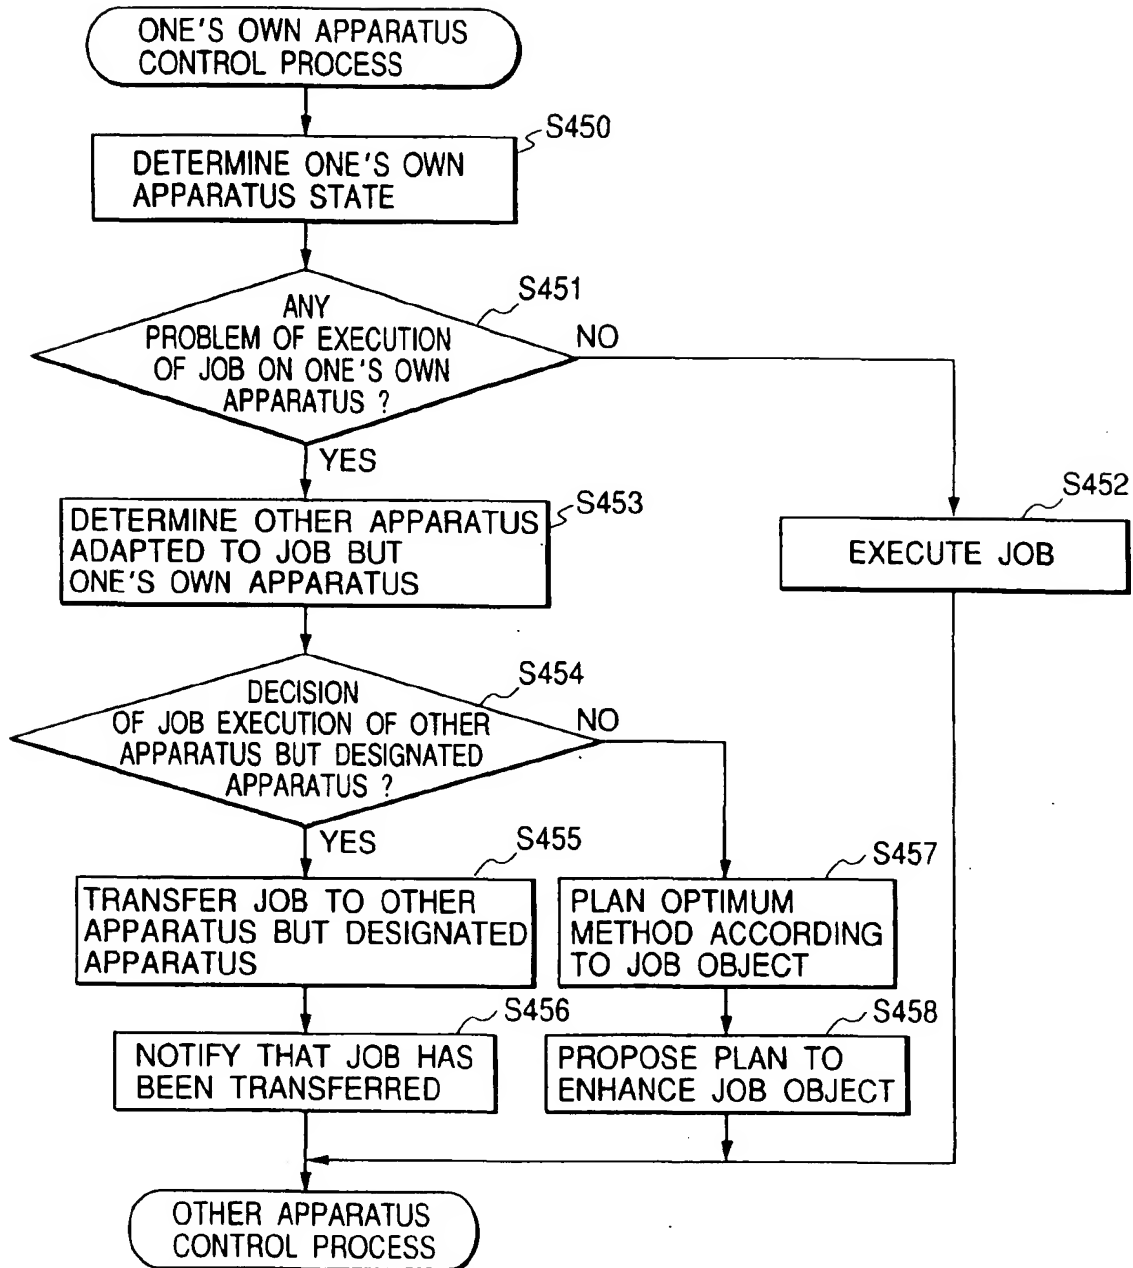 ONE'S OWN APPARATUS
CONTROL PROCESS
S450
DETERMINE ONE'S OWN
APPARATUS STATE
S451
ANY
PROBLEM OF EXECUTION
OF JOB ON ONE'S OWN
APPARATUS ?
NO
YES
S453
DETERMINE OTHER APPARATUS
ADAPTED TO JOB BUT
ONE'S OWN APPARATUS
S452
EXECUTE JOB
S454
DECISION
OF JOB EXECUTION OF OTHER
APPARATUS BUT DESIGNATED
APPARATUS ?
NO
YES
S455
TRANSFER JOB TO OTHER
APPARATUS BUT DESIGNATED
APPARATUS
S457
PLAN OPTIMUM
METHOD ACCORDING
TO JOB OBJECT
S456
NOTIFY THAT JOB HAS
BEEN TRANSFERRED
S458
PROPOSE PLAN TO
ENHANCE JOB OBJECT
OTHER APPARATUS
CONTROL PROCESS